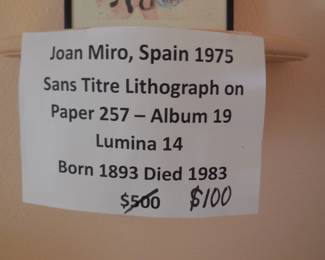 Joan Miro, Spain 1975
Sans Titre Lithograph on
Paper 257 – Album 19
Lumina 14
Born 1893 Died 1983
$500 $100